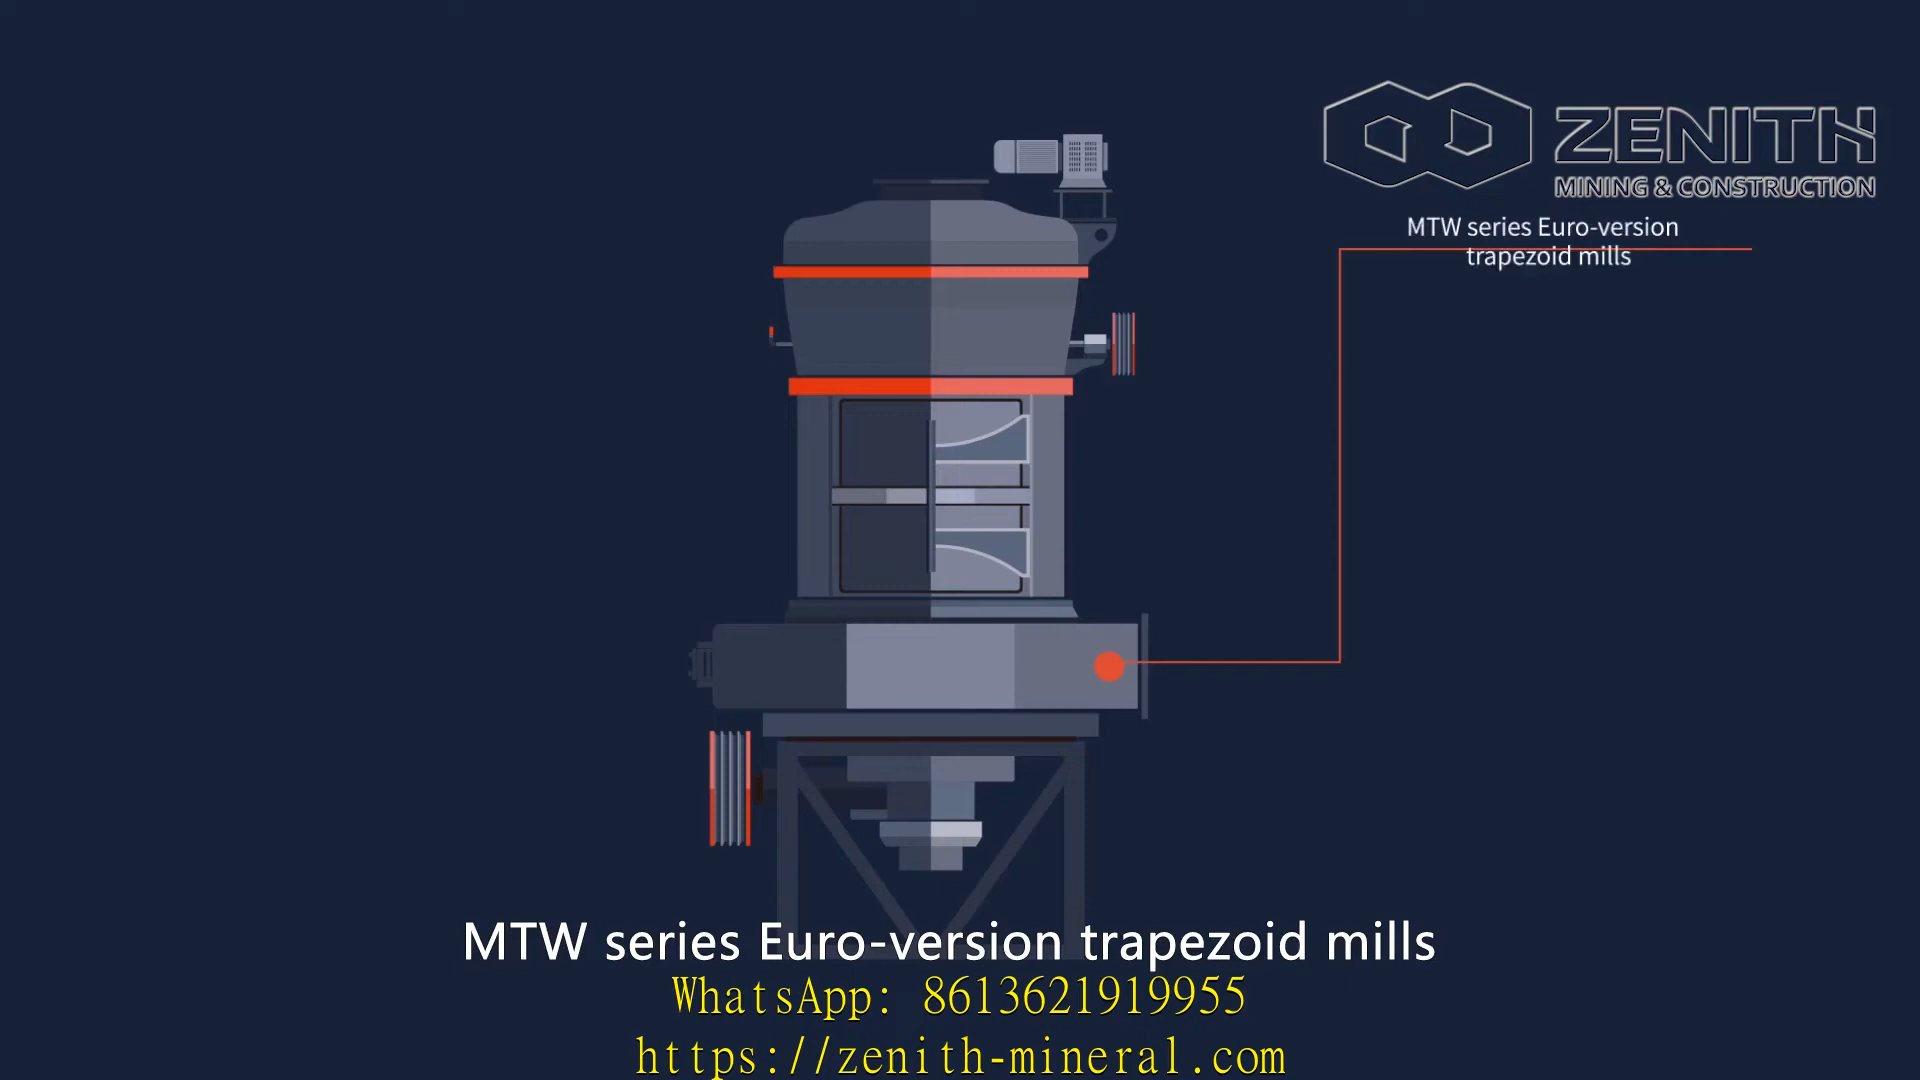 ZENITH
MINING & CONSTRUCTION
MTW series Euro-version
trapezoid mills
MTW series Euro-version trapezoid mills
WhatsApp: 8613621919955
https://zenith-mineral.com